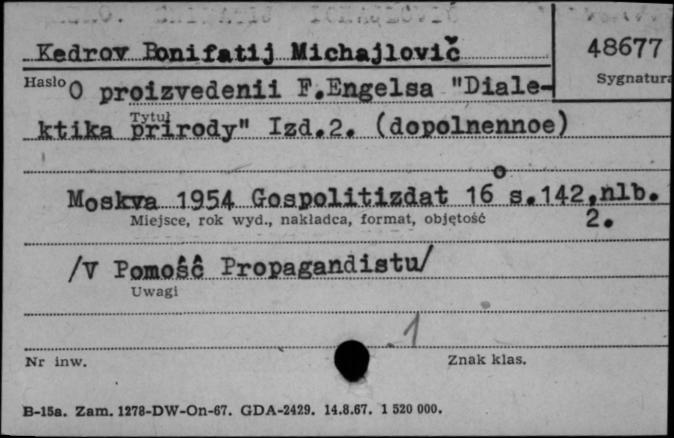 Kedrov Bonifatij Michajlovič
48677
Hasło
Sygnatura
O proizvedenii F.Engelsa "Diale-
Tytuł
ktika prirody" Izd.2. (dopolnennoe)
Moskva 1954 Gospolitizdat 16° s.142,nlb.
Miejsce, rok wyd., nakładca, format, objętość
2.
/V Pomošč Propagandistu/
Uwagi
1
Nr inw.
Znak klas.
B-15a. Zam. 1278-DW-On-67. GDA-2429. 14.8.67. 1 520 000.